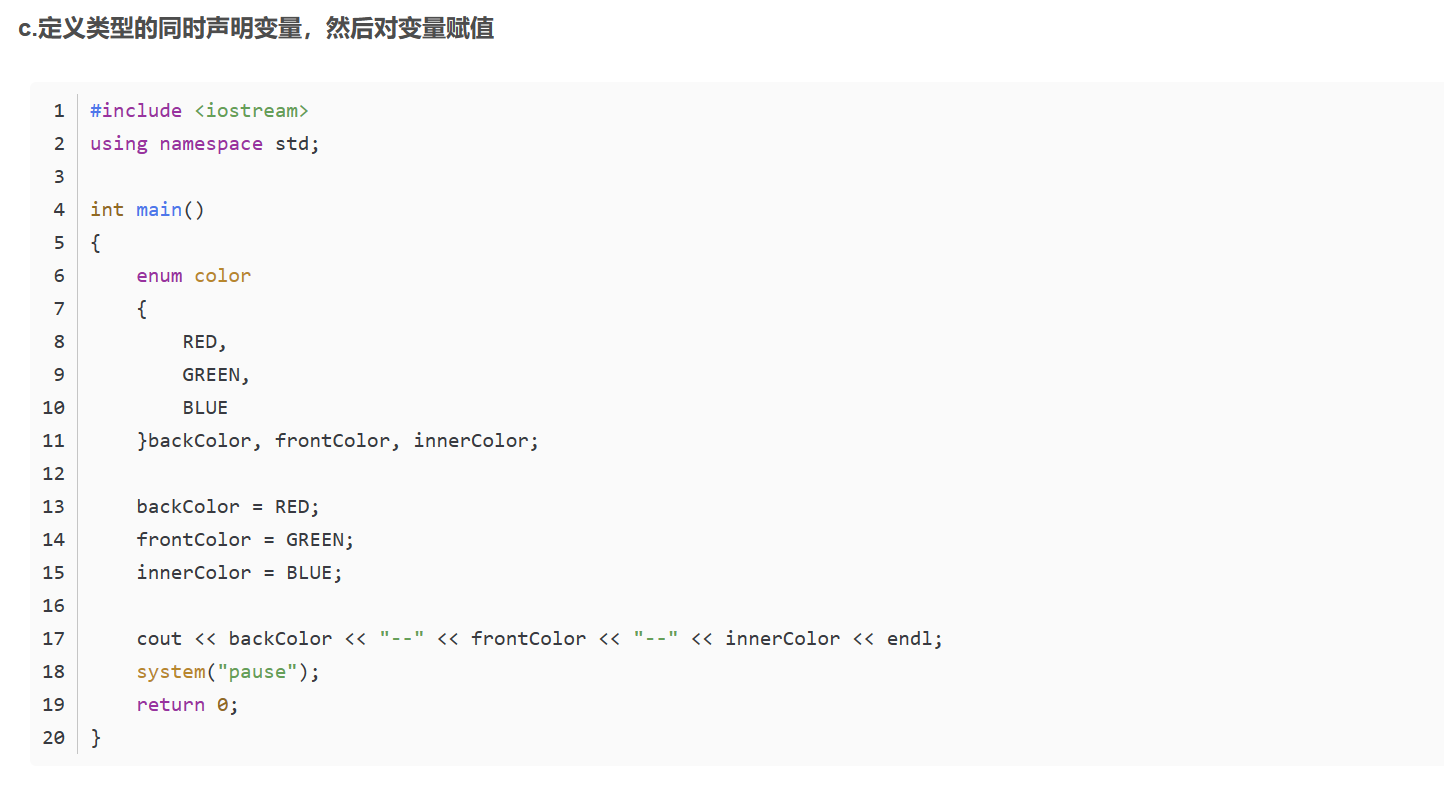 c.定义类型的同时声明变量，然后对变量赋值
1 #include <iostream>
2 using namespace std;
3
4 int main()
5 {
6     enum color
7     {
8         RED,
9         GREEN,
10         BLUE
11     }backColor, frontColor, innerColor;
12
13     backColor = RED;
14     frontColor = GREEN;
15     innerColor = BLUE;
16
17     cout << backColor << "--" << frontColor << "--" << innerColor << endl;
18     system("pause");
19     return 0;
20 }